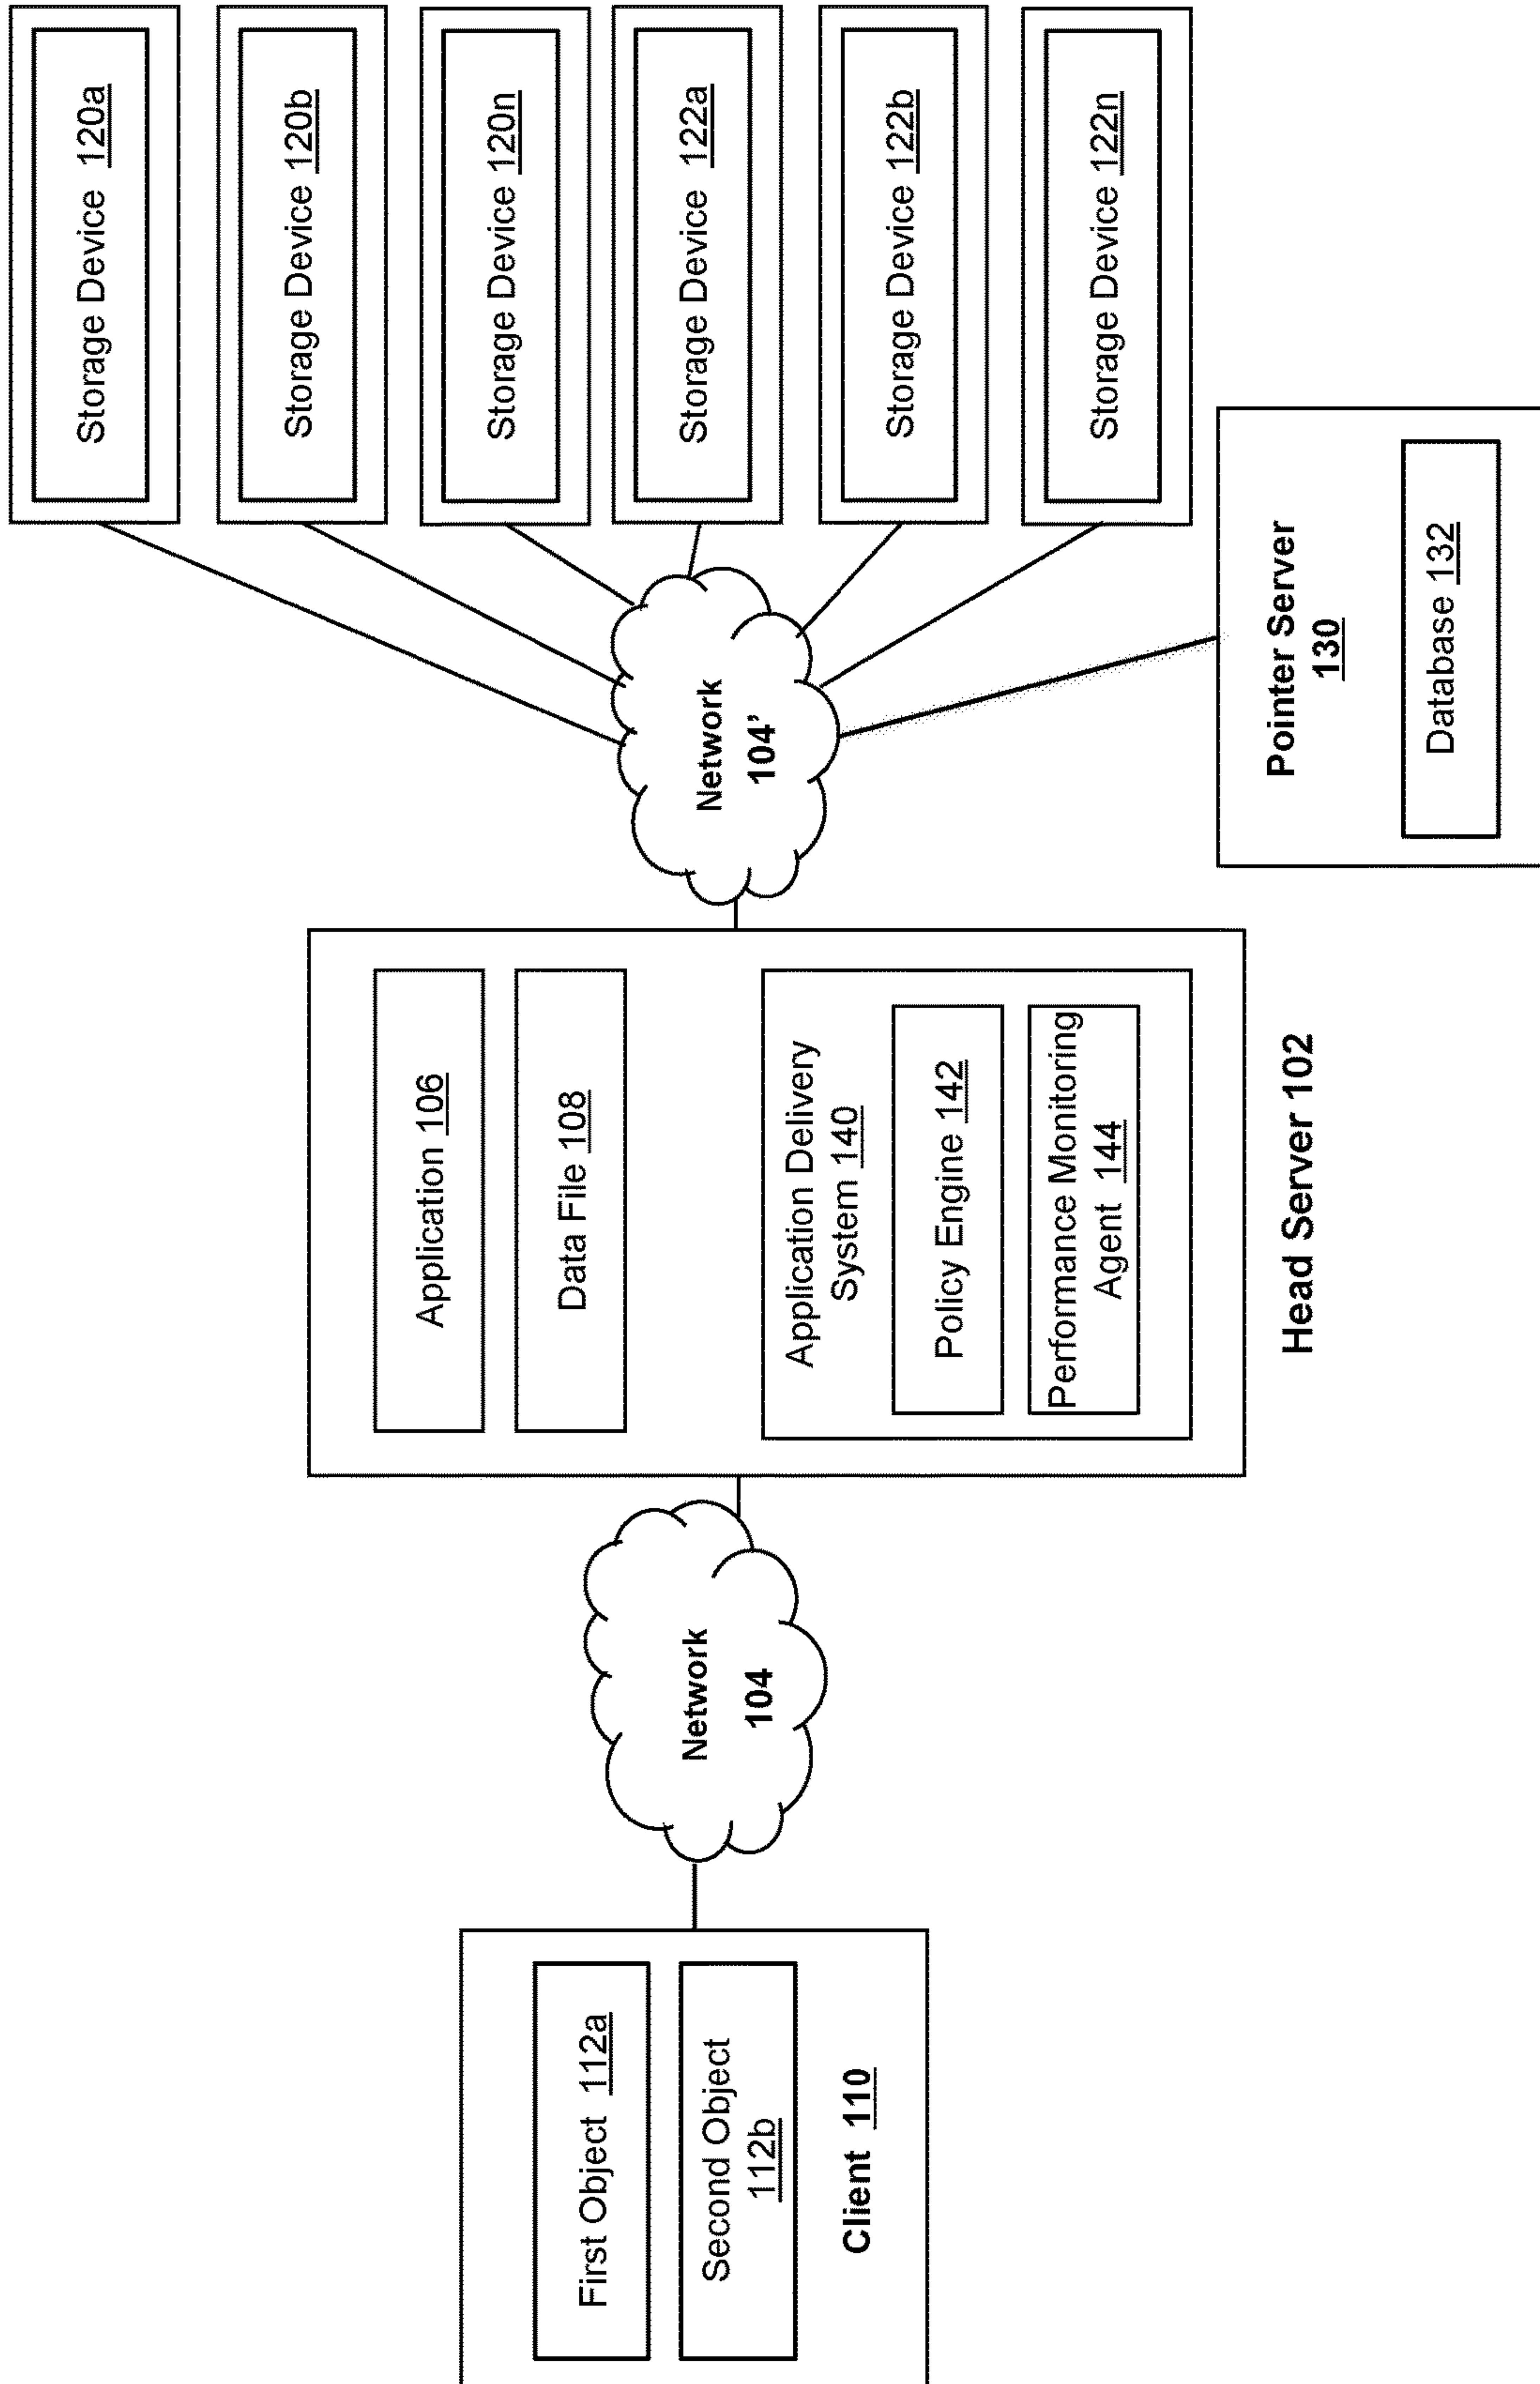 First Object 112a
Second Object
112b
Client 110
Network
104
Application 106
Data File 108
Application Delivery
System 140
Policy Engine 142
Performance Monitoring
Agent 144
Head Server 102
Network
104’
Storage Device 120a
Storage Device 120b
Storage Device 120n
Storage Device 122a
Storage Device 122b
Storage Device 122n
Pointer Server
130
Database 132